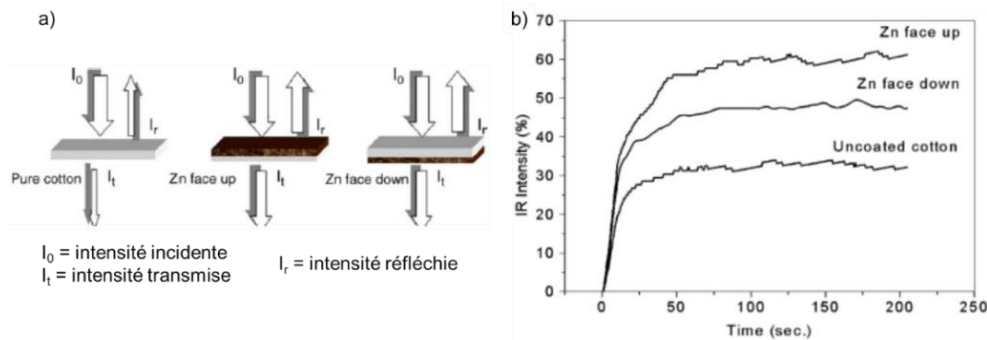 a)
I₀
Iᵣ
Pure cotton
Iₜ
I₀
Iᵣ
Zn face up
Iₜ
I₀
Iᵣ
Zn face down
Iₜ
I₀ = intensité incidente
Iₜ = intensité transmise
Iᵣ = intensité réfléchie
b)
IR Intensity (%)
70
60
50
40
30
20
10
0
Zn face up
Zn face down
Uncoated cotton
0 50 100 150 200 250
Time (sec.)